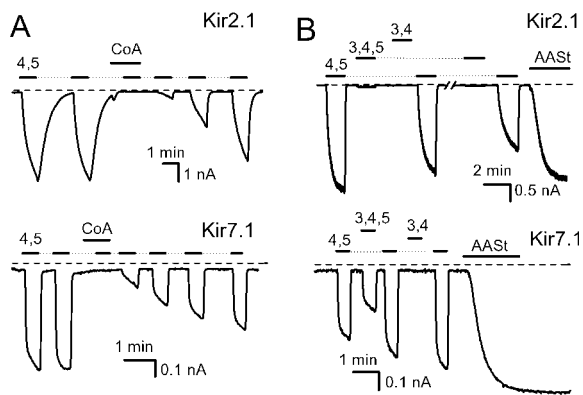 A
Kir2.1
CoA
4,5
1 min
1 nA
Kir7.1
CoA
4,5
1 min
0.1 nA
B
Kir2.1
3,4
3,4,5
4,5
AASt
2 min
0.5 nA
Kir7.1
3,4,5
3,4
4,5
AASt
1 min
0.1 nA